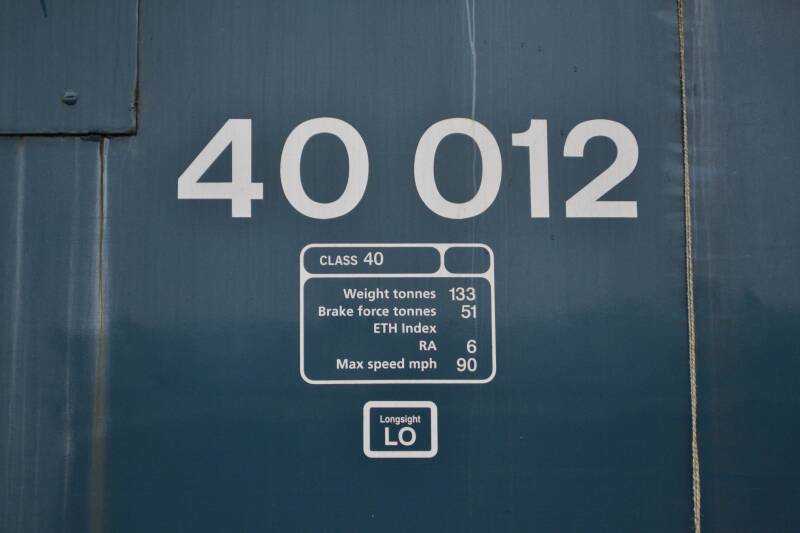 40 012
CLASS 40
Weight tonnes 133
Brake force tonnes 51
ETH Index
RA 6
Max speed mph 90
Longsight
LO